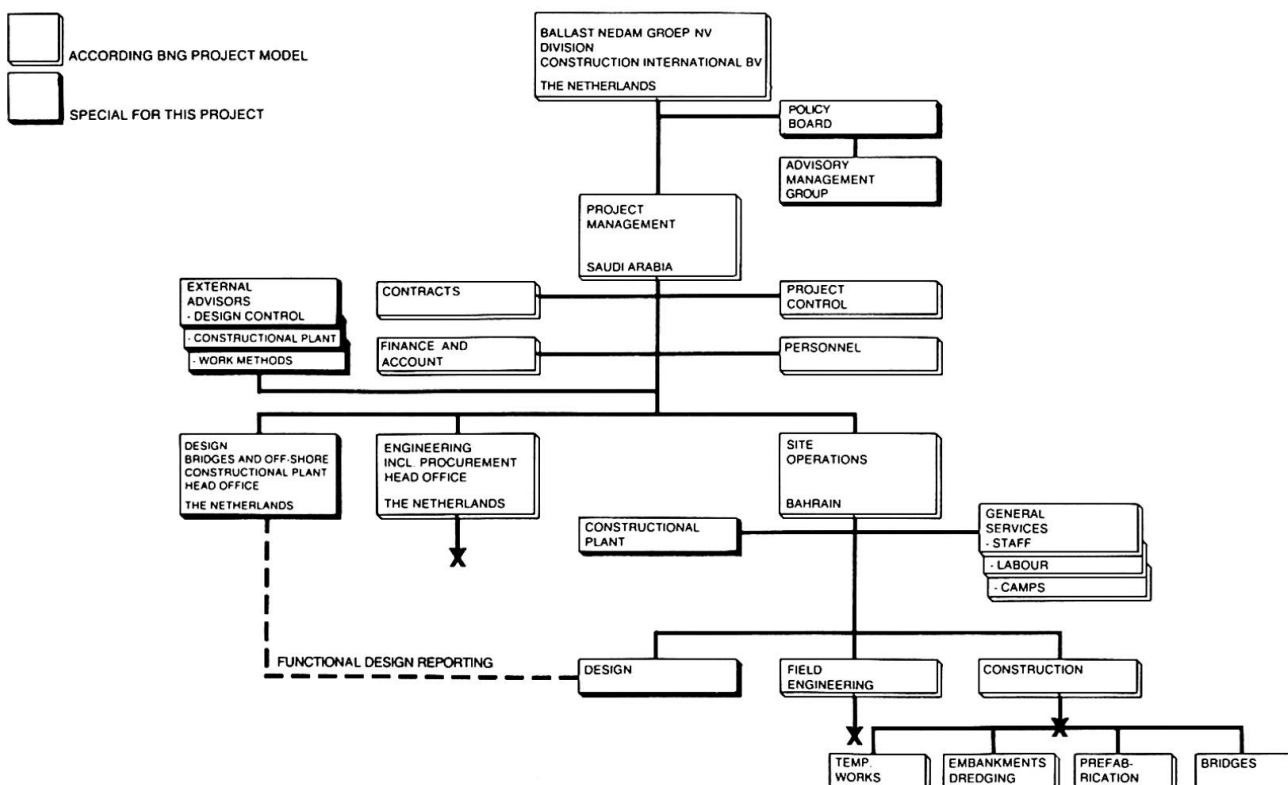 ACCORDING BNG PROJECT MODEL
SPECIAL FOR THIS PROJECT
BALLAST NEDAM GROEP NV
DIVISION
CONSTRUCTION INTERNATIONAL BV
THE NETHERLANDS
POLICY
BOARD
ADVISORY
MANAGEMENT
GROUP
PROJECT
MANAGEMENT
SAUDI ARABIA
EXTERNAL
ADVISORS
- DESIGN CONTROL
- CONSTRUCTIONAL PLANT
- WORK METHODS
CONTRACTS
PROJECT
CONTROL
FINANCE AND
ACCOUNT
PERSONNEL
DESIGN
BRIDGES AND OFF-SHORE
CONSTRUCTIONAL PLANT
HEAD OFFICE
THE NETHERLANDS
ENGINEERING
INCL. PROCUREMENT
HEAD OFFICE
THE NETHERLANDS
SITE
OPERATIONS
BAHRAIN
CONSTRUCTIONAL
PLANT
GENERAL
SERVICES
- STAFF
- LABOUR
- CAMPS
X
FUNCTIONAL DESIGN REPORTING
DESIGN
FIELD
ENGINEERING
CONSTRUCTION
X
X
TEMP.
WORKS
EMBANKMENTS
DREDGING
PREFAB-
RICATION
BRIDGES